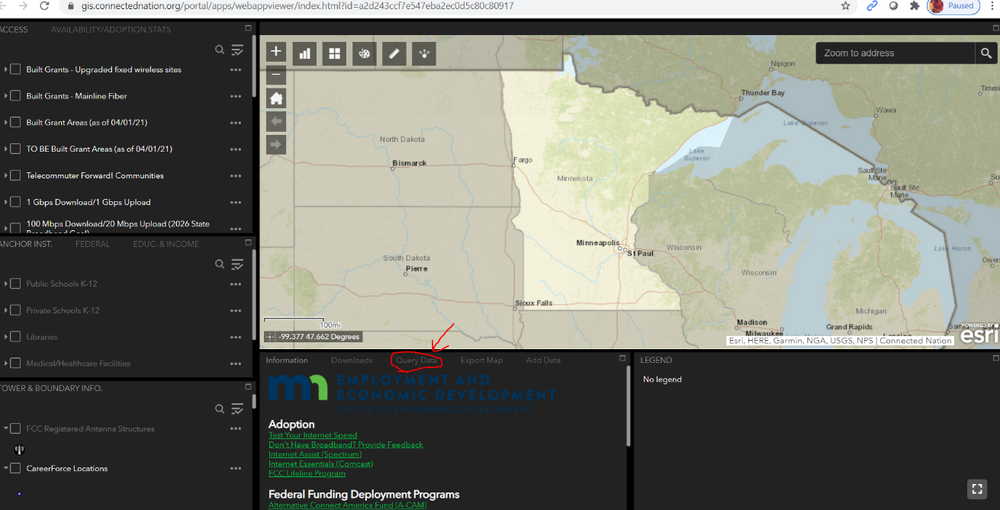 gis.connectednation.org/portal/apps/webappviewer/index.html?id=a2d243ccf7e547eba2ec0d5c80c80917
Paused
ACCESS AVAILABILITY/ADOPTION STATS
Built Grants - Upgraded fixed wireless sites
Built Grants - Mainline Fiber
Built Grant Areas (as of 04/01/21)
TO BE Built Grant Areas (as of 04/01/21)
Telecommuter Forward! Communities
1 Gbps Download/1 Gbps Upload
100 Mbps Download/20 Mbps Upload (2026 State
Broadband Goal)
ANCHOR INST. FEDERAL EDUC. & INCOME
Public Schools K-12
Private Schools K-12
Libraries
Medical/Healthcare Facilities
TOWER & BOUNDARY INFO.
FCC Registered Antenna Structures
CareerForce Locations
Zoom to address
Nipigon
Thunder Bay
Timmi
Wawa
Lake Superior
North Dakota
Bismarck
Fargo
Lake
Superior
Minnesota
Sault Ste
Marie
Sault Ste
Marie
Su
Minneapolis
St Paul
Wisconsin
South Dakota
Pierre
Wisconsin
Lake Huron
Owen
Sioux Falls
Michigan
100mi
Madison
Milwaukee
Grand Rapids
Lansing
-99.377 47.662 Degrees
Esri, HERE, Garmin, NGA, USGS, NPS | Connected Nation
POWERED BY
esri
Information Downloads Query Data Export Map Add Data
mn EMPLOYMENT AND
ECONOMIC DEVELOPMENT
OFFICE OF BROADBAND DEVELOPMENT
Adoption
Test Your Internet Speed
Don't Have Broadband? Provide Feedback
Internet Assist (Spectrum)
Internet Essentials (Comcast)
FCC Lifeline Program
Federal Funding Deployment Programs
Alternative Connect America Fund (A-CAM)
LEGEND
No legend